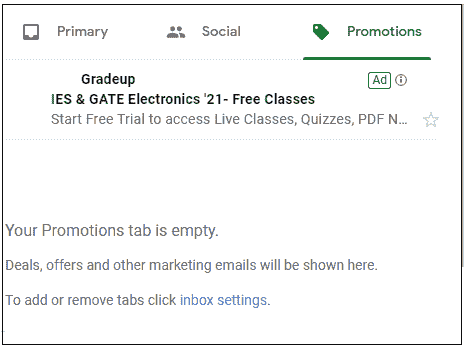 Primary Social Promotions
Gradeup Ad
IES & GATE Electronics '21- Free Classes
Start Free Trial to access Live Classes, Quizzes, PDF N...
Your Promotions tab is empty.
Deals, offers and other marketing emails will be shown here.
To add or remove tabs click inbox settings.